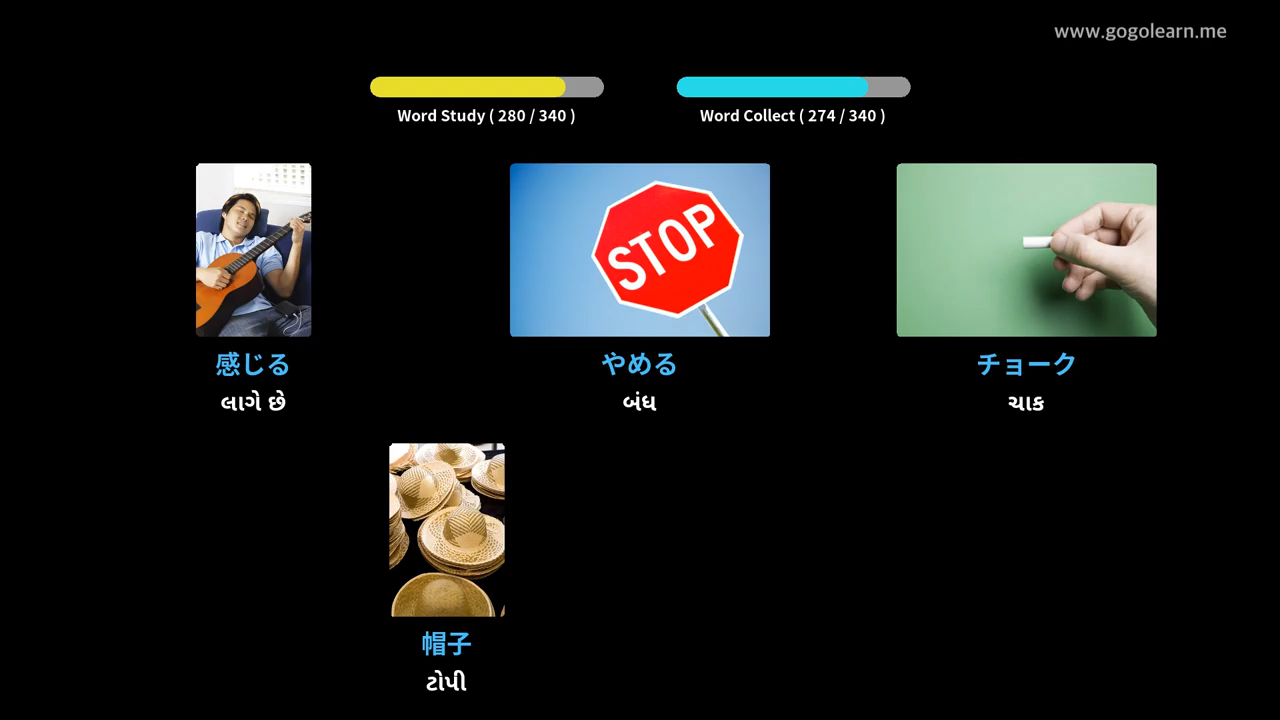 www.gogolearn.me
Word Study ( 280 / 340 )
Word Collect ( 274 / 340 )
STOP
感じる
やめる
チョーク
લાગે છે
બંધ
ચાક
帽子
ટોપી